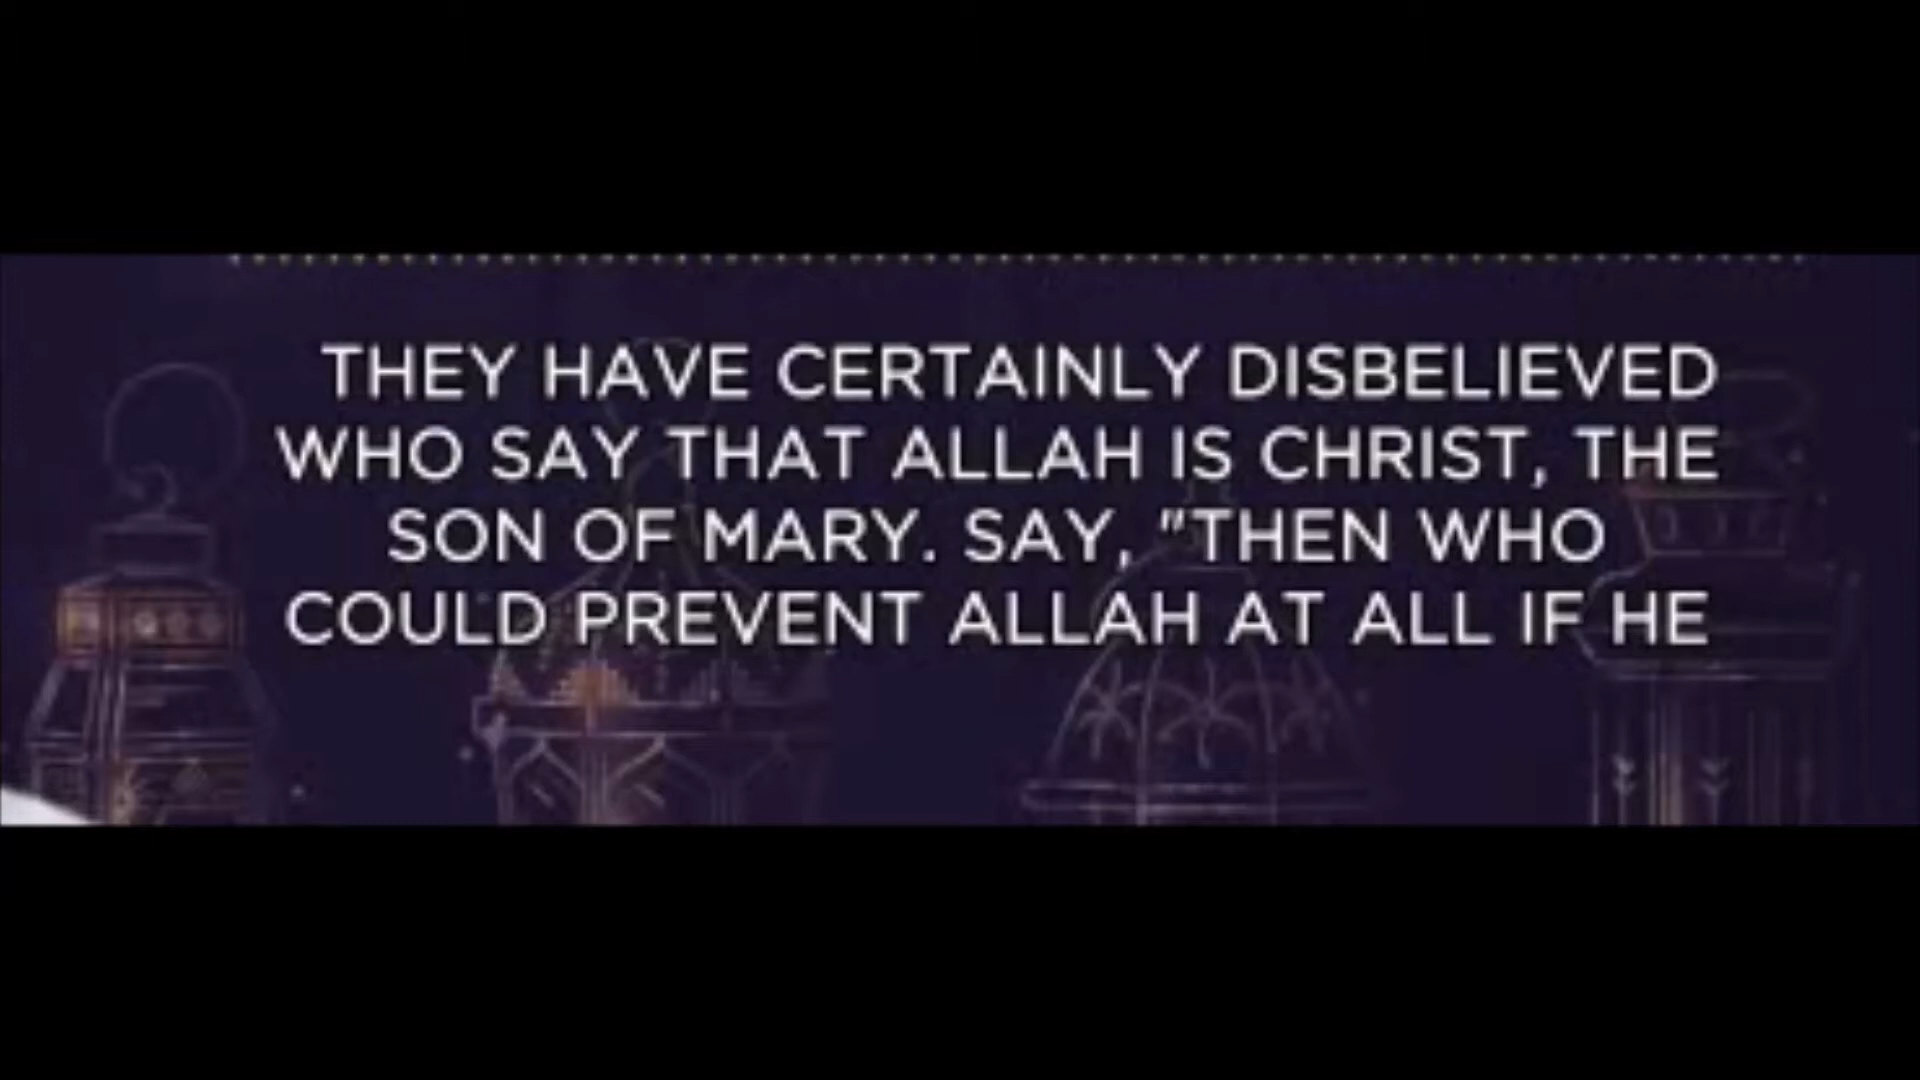 THEY HAVE CERTAINLY DISBELIEVED
WHO SAY THAT ALLAH IS CHRIST, THE
SON OF MARY. SAY, "THEN WHO
COULD PREVENT ALLAH AT ALL IF HE